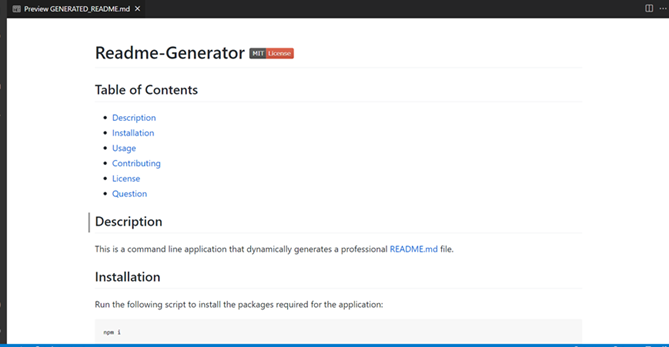 Preview GENERATED_README.md
Readme-Generator MIT License
Table of Contents
Description
Installation
Usage
Contributing
License
Question
Description
This is a command line application that dynamically generates a professional README.md file.
Installation
Run the following script to install the packages required for the application:
npm i